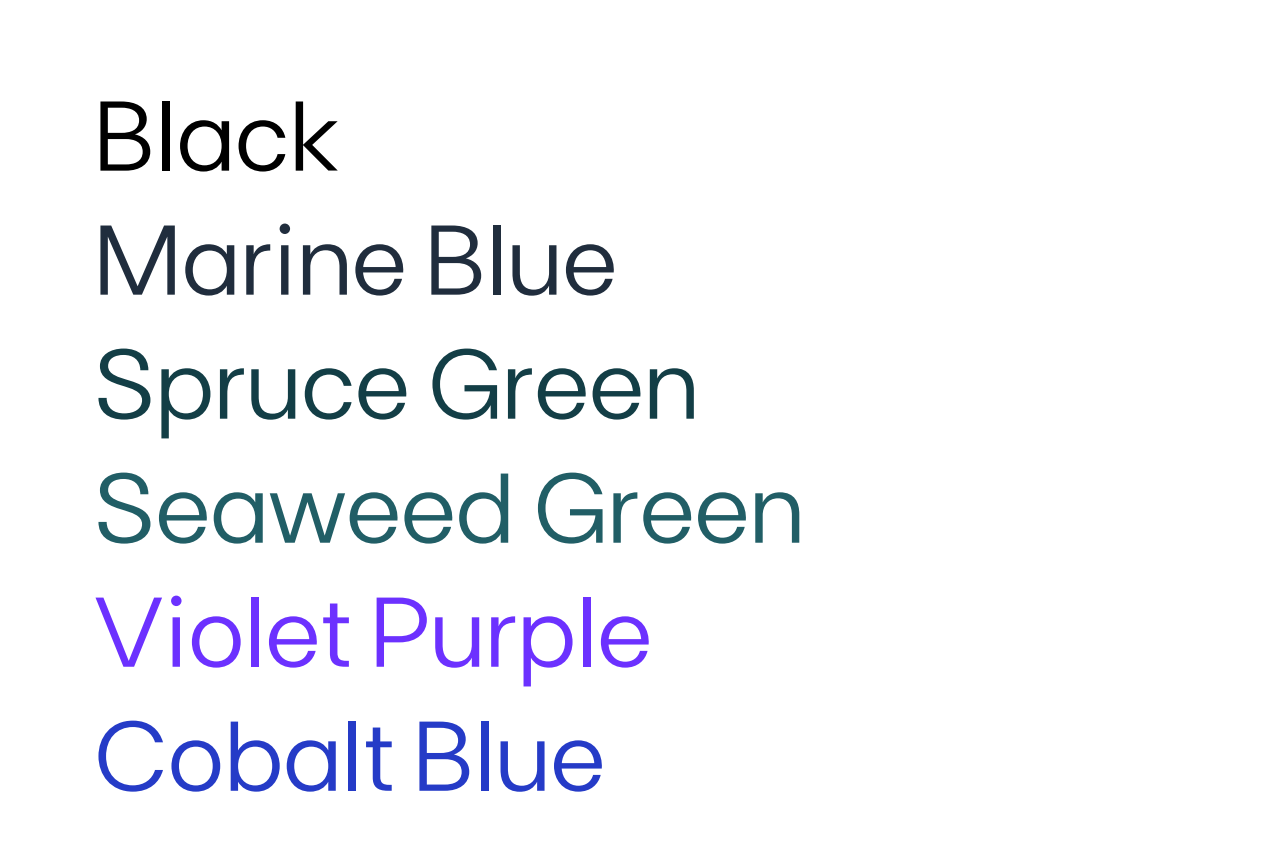 Black
Marine Blue
Spruce Green
Seaweed Green
Violet Purple
Cobalt Blue